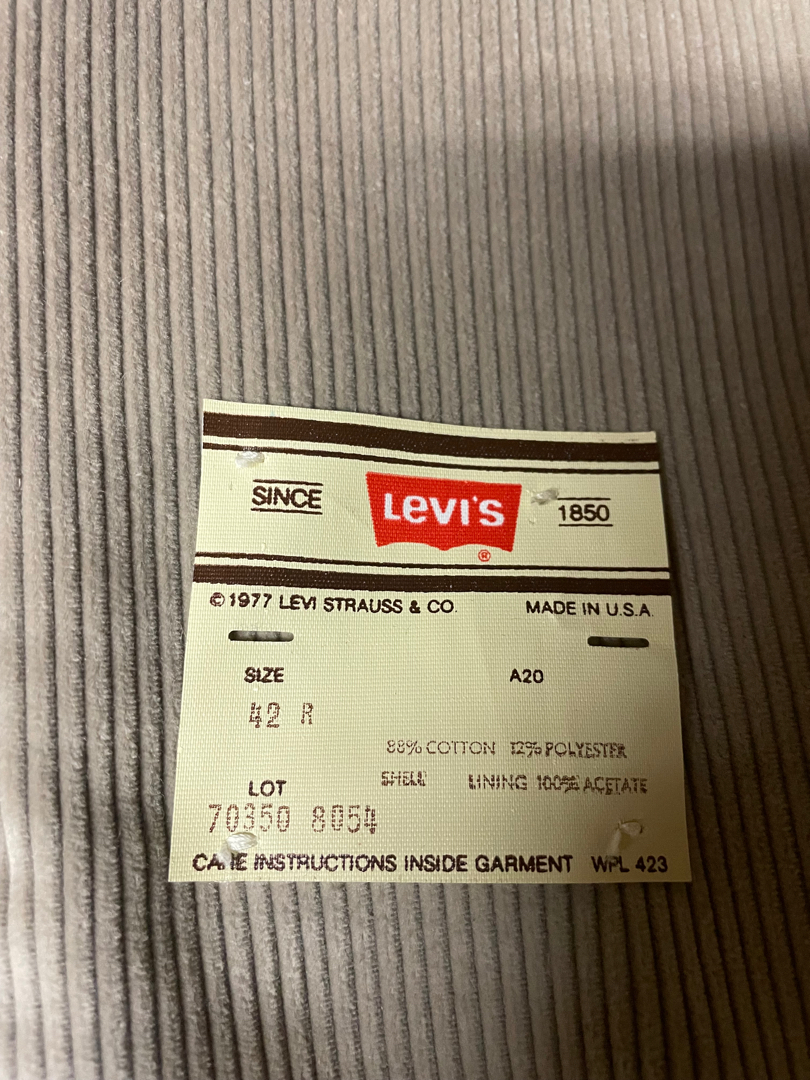 SINCE LEVI'S ® 1850
© 1977 LEVI STRAUSS & CO. MADE IN U.S.A.
SIZE A20
42 R
88% COTTON 12% POLYESTER
SHELL LINING 100% ACETATE
LOT
70350 8054
CARE INSTRUCTIONS INSIDE GARMENT WPL 423